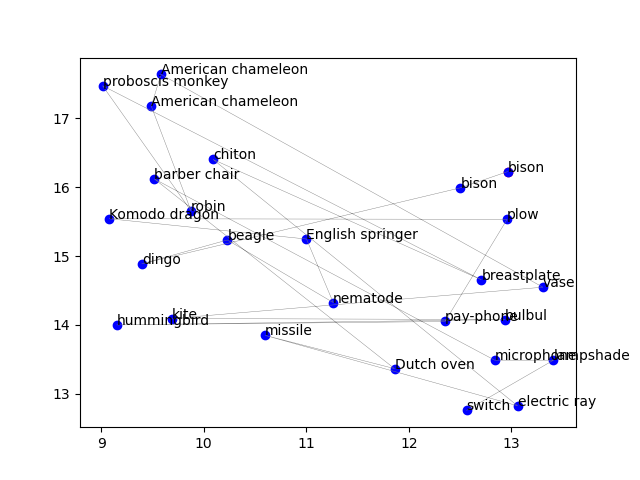 American chameleon
proboscis monkey
American chameleon
17
chiton
bison
barber chair
bison
16
robin
Komodo dragon
plow
beagle
English springer
15
dingo
breastplate
vase
nematode
kite
pay-phone
bulbul
hummingbird
14
missile
microphone
lampshade
Dutch oven
13
switch
electric ray
9
10
11
12
13